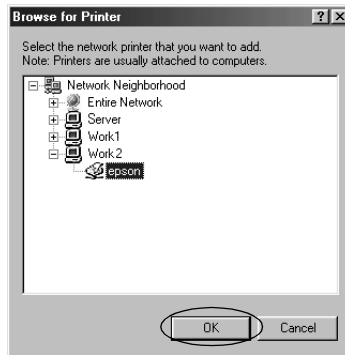 Browse for Printer
Select the network printer that you want to add.
Note: Printers are usually attached to computers.
Network Neighborhood
Entire Network
Server
Work1
Work2
epson
OK Cancel